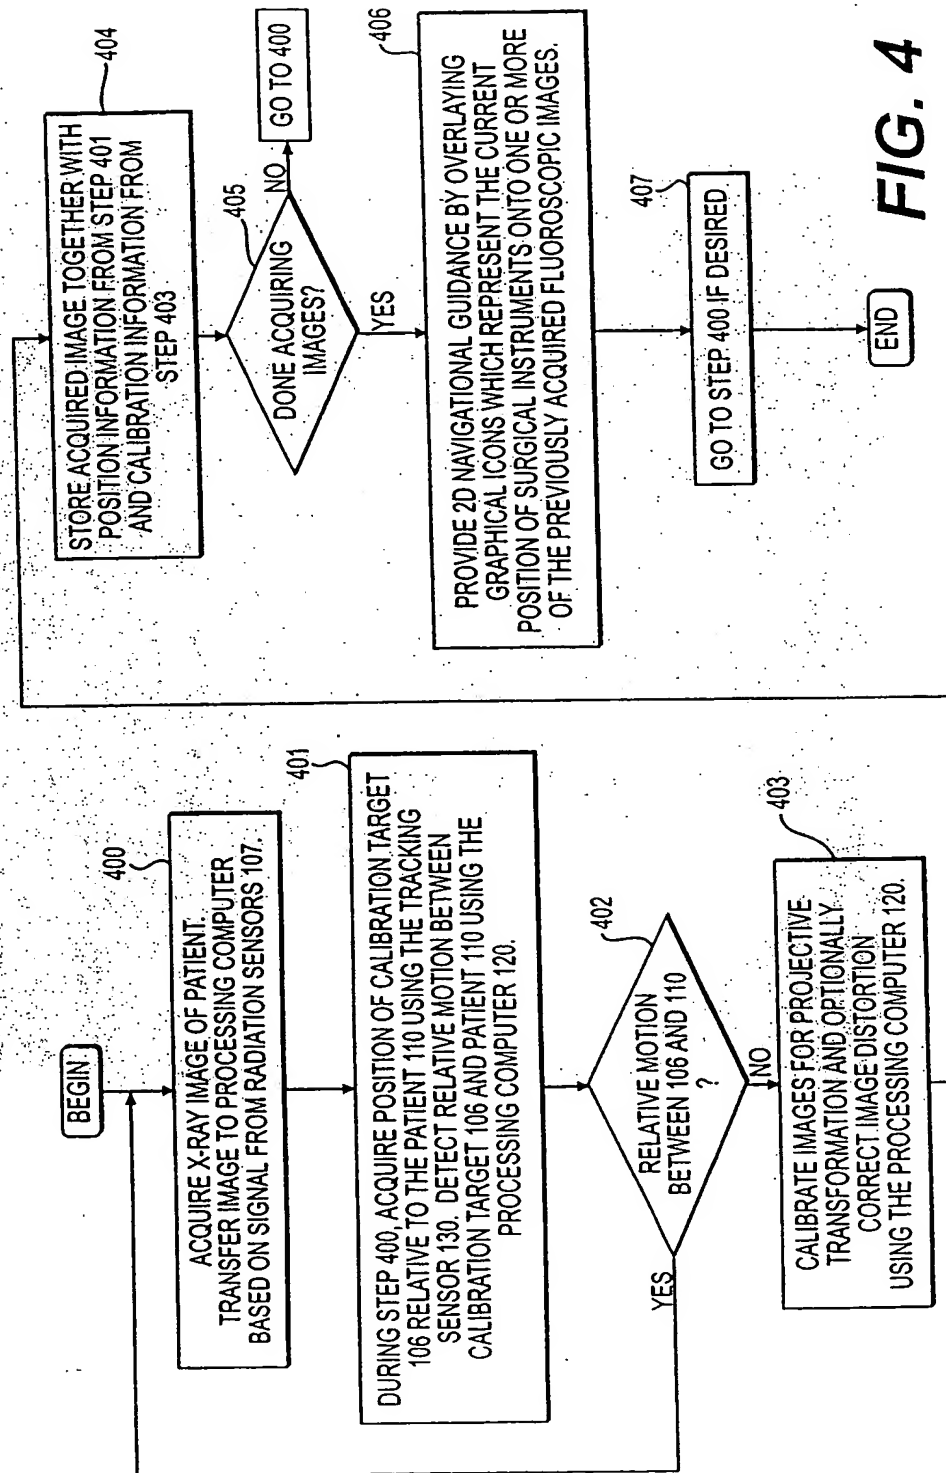 BEGIN
400
ACQUIRE X-RAY IMAGE OF PATIENT.
TRANSFER IMAGE TO PROCESSING COMPUTER
BASED ON SIGNAL FROM RADIATION SENSORS 107.
401
DURING STEP 400, ACQUIRE POSITION OF CALIBRATION TARGET
106 RELATIVE TO THE PATIENT 110 USING THE TRACKING
SENSOR 130. DETECT RELATIVE MOTION BETWEEN
CALIBRATION TARGET 106 AND PATIENT 110 USING THE
PROCESSING COMPUTER 120.
402
RELATIVE MOTION
BETWEEN 106 AND 110
?
YES
NO
403
CALIBRATE IMAGES FOR PROJECTIVE
TRANSFORMATION AND OPTIONALLY
CORRECT IMAGE DISTORTION
USING THE PROCESSING COMPUTER 120.
404
STORE ACQUIRED IMAGE TOGETHER WITH
POSITION INFORMATION FROM STEP 401
AND CALIBRATION INFORMATION FROM
STEP 403
405
DONE ACQUIRING
IMAGES?
NO
GO TO 400
YES
406
PROVIDE 2D NAVIGATIONAL GUIDANCE BY OVERLAYING
GRAPHICAL ICONS WHICH REPRESENT THE CURRENT
POSITION OF SURGICAL INSTRUMENTS ONTO ONE OR MORE
OF THE PREVIOUSLY ACQUIRED FLUOROSCOPIC IMAGES.
407
GO TO STEP 400 IF DESIRED
END
FIG. 4